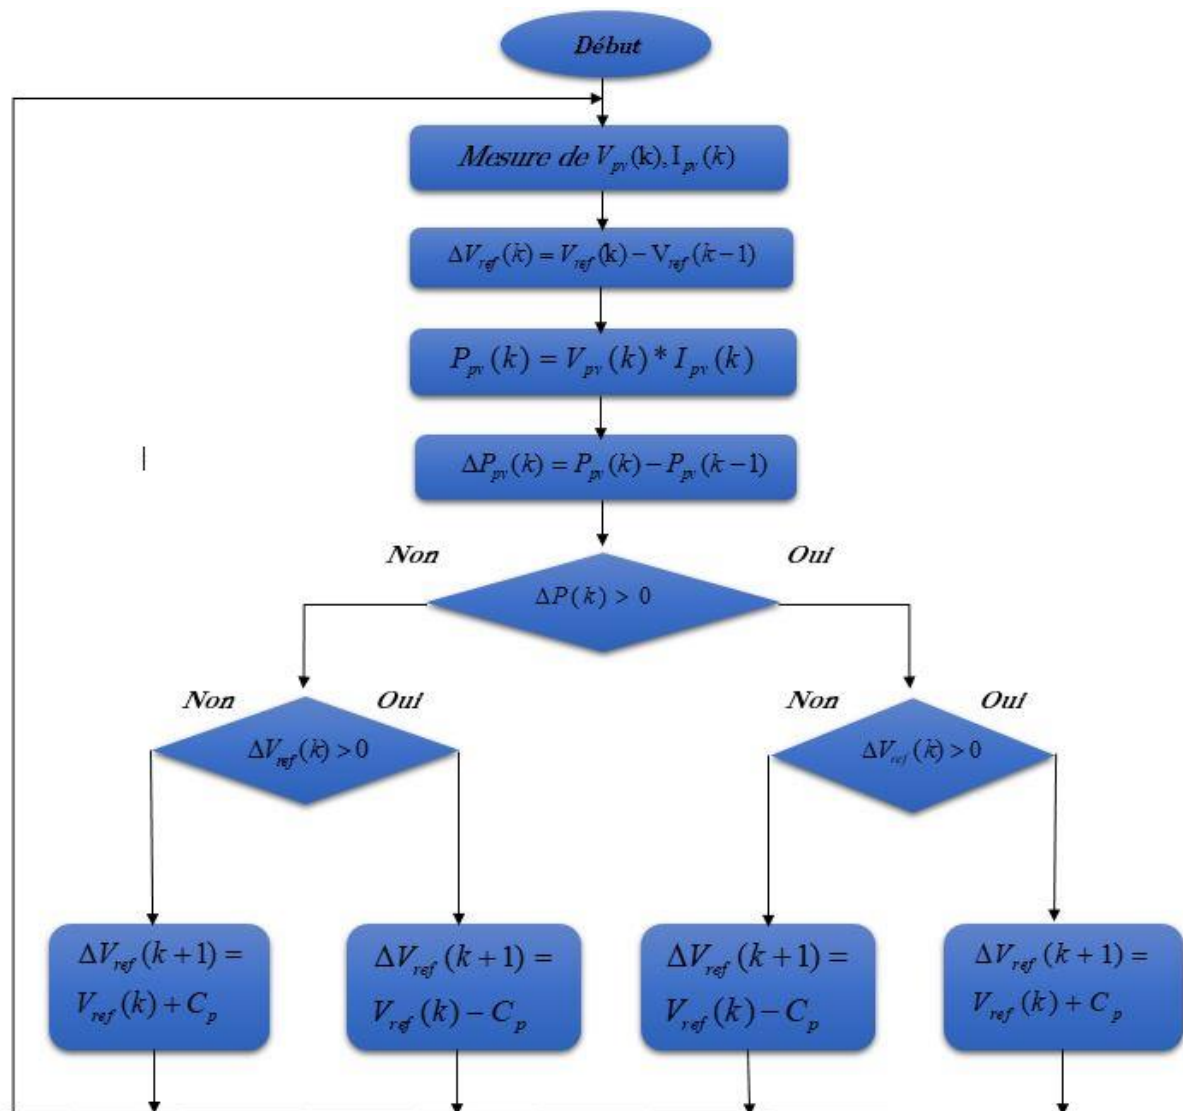 Début
Mesure de V_pv(k), I_pv(k)
ΔV_ref(k) = V_ref(k) − V_ref(k−1)
P_pv(k) = V_pv(k) * I_pv(k)
ΔP_pv(k) = P_pv(k) − P_pv(k−1)
Non
Oui
ΔP(k) > 0
Non
Oui
Non
Oui
ΔV_ref(k) > 0
ΔV_ref(k) > 0
ΔV_ref(k+1) =
V_ref(k) + C_p
ΔV_ref(k+1) =
V_ref(k) − C_p
ΔV_ref(k+1) =
V_ref(k) − C_p
ΔV_ref(k+1) =
V_ref(k) + C_p